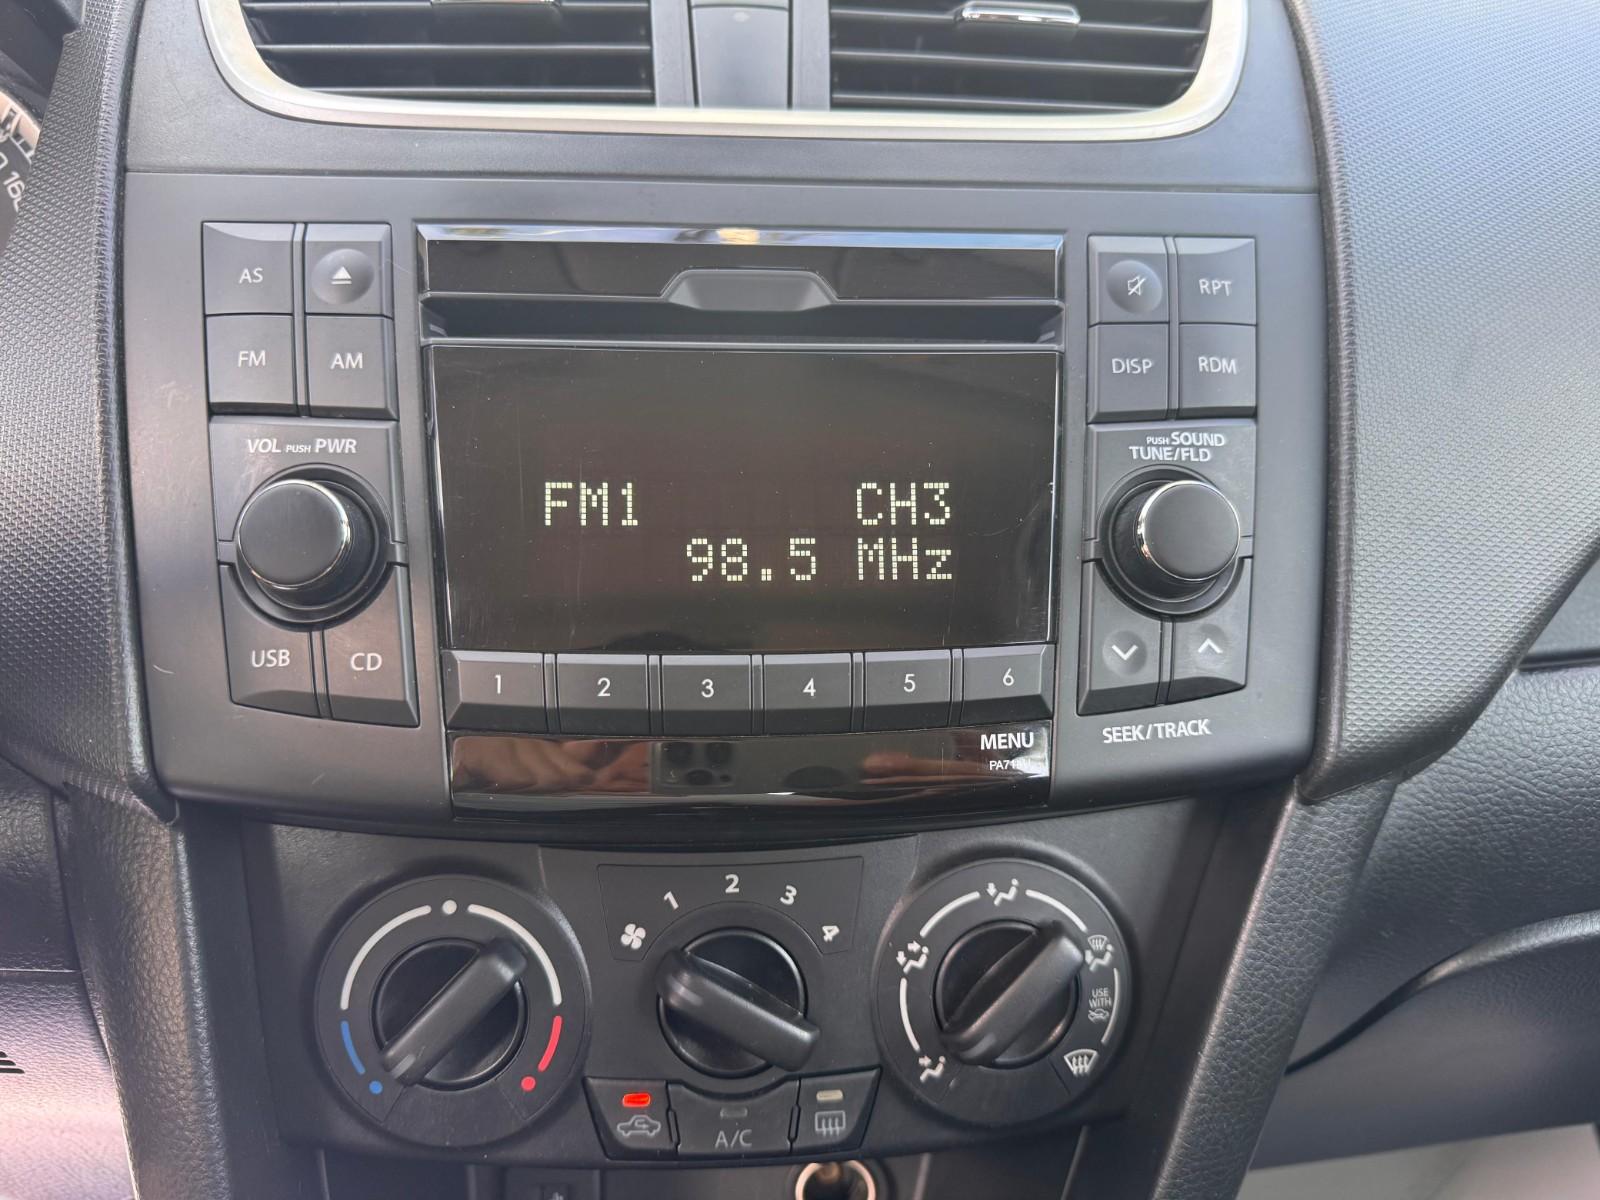 AS
RPT
FM
AM
DISP
RDM
VOL PUSH PWR
PUSH SOUND
TUNE/FLD
FM1 CH3
98.5 MHz
USB
CD
1 2 3 4 5 6
MENU
SEEK/TRACK
1 2 3 4
USE
WITH
A/C